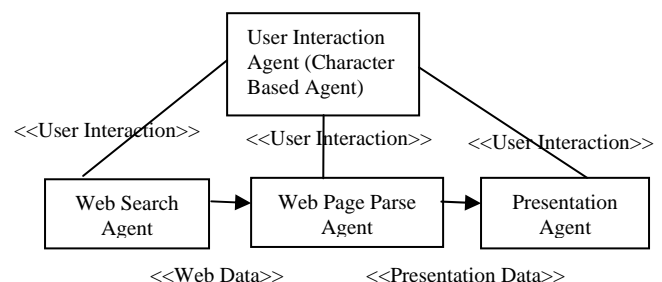 User Interaction
Agent (Character
Based Agent)
<<User Interaction>>
<<User Interaction>>
<<User Interaction>>
Web Search
Agent
Web Page Parse
Agent
Presentation
Agent
<<Web Data>>
<<Presentation Data>>